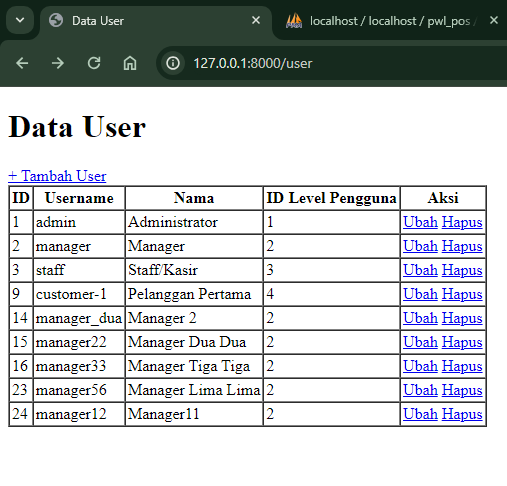 Data User
localhost / localhost / pwl_pos
127.0.0.1:8000/user
Data User
+ Tambah User
ID Username Nama ID Level Pengguna Aksi
1 admin Administrator 1 Ubah Hapus
2 manager Manager 2 Ubah Hapus
3 staff Staff/Kasir 3 Ubah Hapus
9 customer-1 Pelanggan Pertama 4 Ubah Hapus
14 manager_dua Manager 2 2 Ubah Hapus
15 manager22 Manager Dua Dua 2 Ubah Hapus
16 manager33 Manager Tiga Tiga 2 Ubah Hapus
23 manager56 Manager Lima Lima 2 Ubah Hapus
24 manager12 Manager11 2 Ubah Hapus